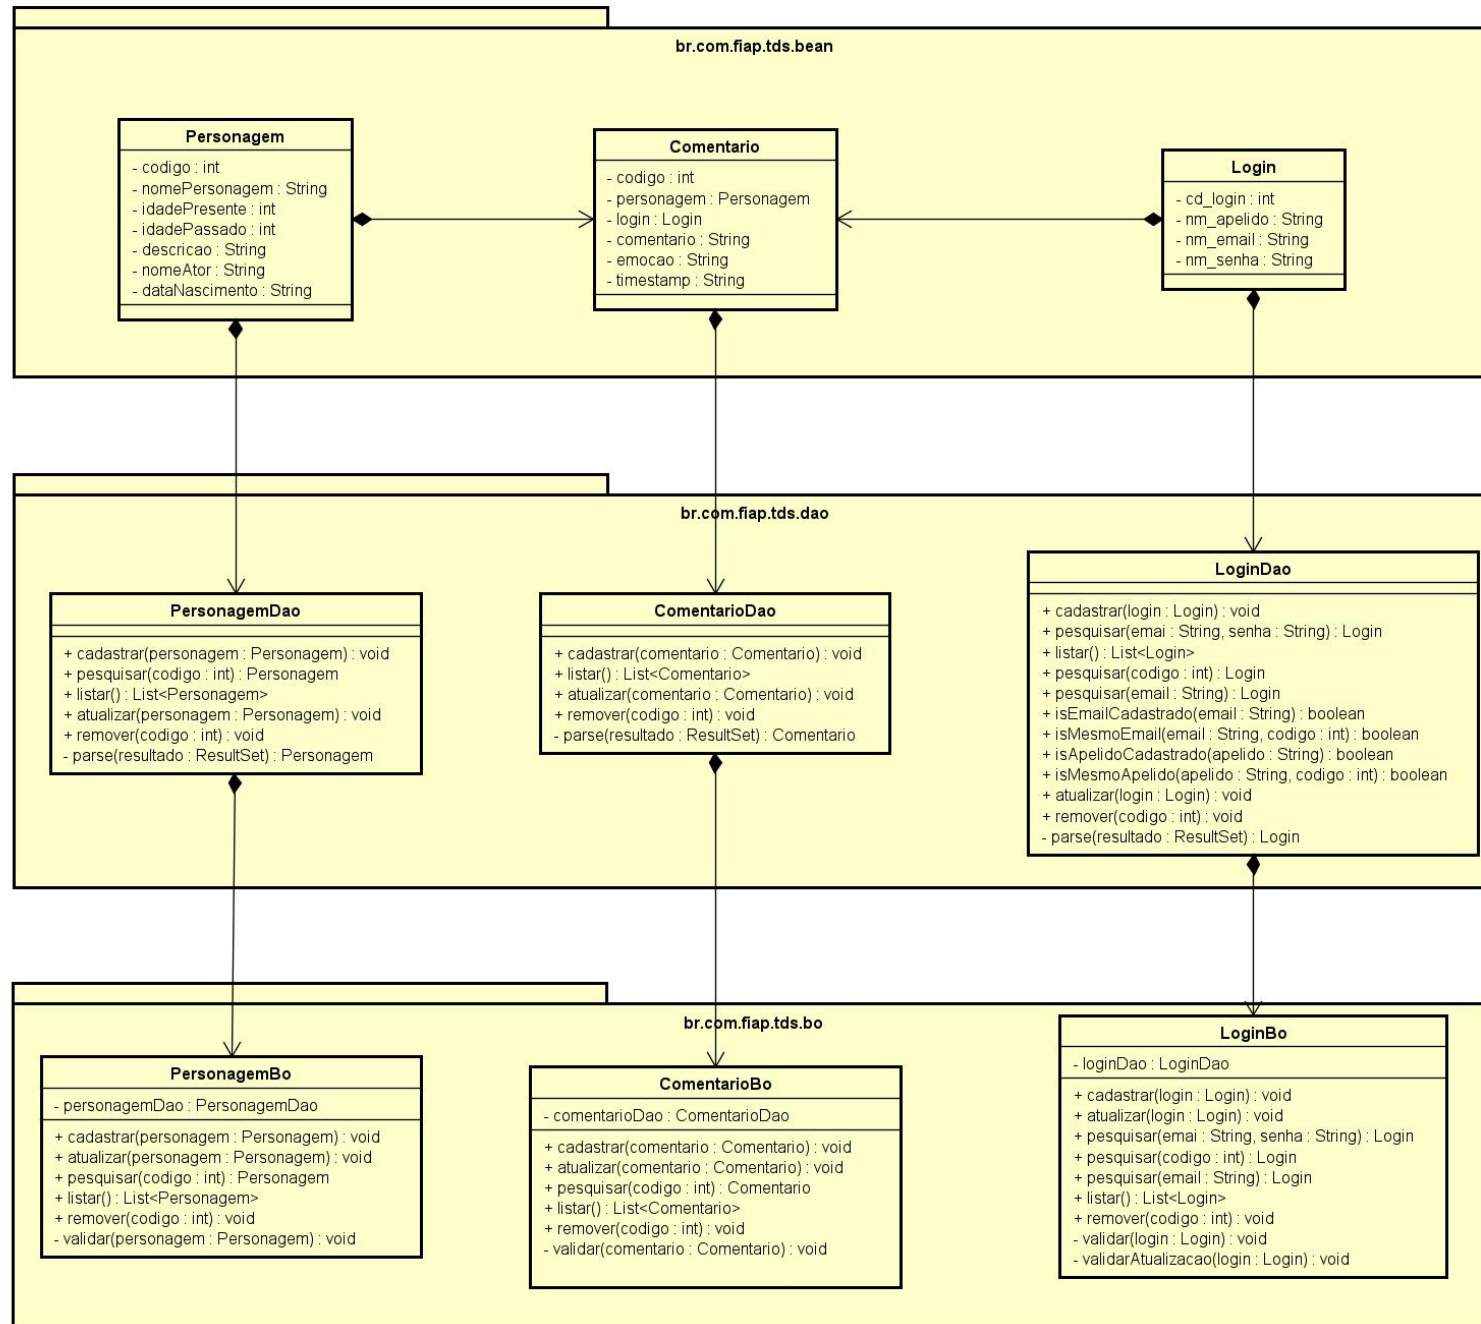 br.com.fiap.tds.bean
Personagem
- codigo : int
- nomePersonagem : String
- idadePresente : int
- idadePassado : int
- descricao : String
- nomeAtor : String
- dataNascimento : String
Comentario
- codigo : int
- personagem : Personagem
- login : Login
- comentario : String
- emocao : String
- timestamp : String
Login
- cd_login : int
- nm_apelido : String
- nm_email : String
- nm_senha : String
br.com.fiap.tds.dao
PersonagemDao
+ cadastrar(personagem : Personagem) : void
+ pesquisar(codigo : int) : Personagem
+ listar() : List<Personagem>
+ atualizar(personagem : Personagem) : void
+ remover(codigo : int) : void
- parse(resultado : ResultSet) : Personagem
ComentarioDao
+ cadastrar(comentario : Comentario) : void
+ listar() : List<Comentario>
+ atualizar(comentario : Comentario) : void
+ remover(codigo : int) : void
- parse(resultado : ResultSet) : Comentario
LoginDao
+ cadastrar(login : Login) : void
+ pesquisar(emai : String, senha : String) : Login
+ listar() : List<Login>
+ pesquisar(codigo : int) : Login
+ pesquisar(email : String) : Login
+ isEmailCadastrado(email : String) : boolean
+ isMesmoEmail(email : String, codigo : int) : boolean
+ isApelidoCadastrado(apelido : String) : boolean
+ isMesmoApelido(apelido : String, codigo : int) : boolean
+ atualizar(login : Login) : void
+ remover(codigo : int) : void
- parse(resultado : ResultSet) : Login
br.com.fiap.tds.bo
PersonagemBo
- personagemDao : PersonagemDao
+ cadastrar(personagem : Personagem) : void
+ atualizar(personagem : Personagem) : void
+ pesquisar(codigo : int) : Personagem
+ listar() : List<Personagem>
+ remover(codigo : int) : void
- validar(personagem : Personagem) : void
ComentarioBo
- comentarioDao : ComentarioDao
+ cadastrar(comentario : Comentario) : void
+ atualizar(comentario : Comentario) : void
+ pesquisar(codigo : int) : Comentario
+ listar() : List<Comentario>
+ remover(codigo : int) : void
- validar(comentario : Comentario) : void
LoginBo
- loginDao : LoginDao
+ cadastrar(login : Login) : void
+ atualizar(login : Login) : void
+ pesquisar(emai : String, senha : String) : Login
+ pesquisar(codigo : int) : Login
+ pesquisar(email : String) : Login
+ listar() : List<Login>
+ remover(codigo : int) : void
- validar(login : Login) : void
- validarAtualizacao(login : Login) : void